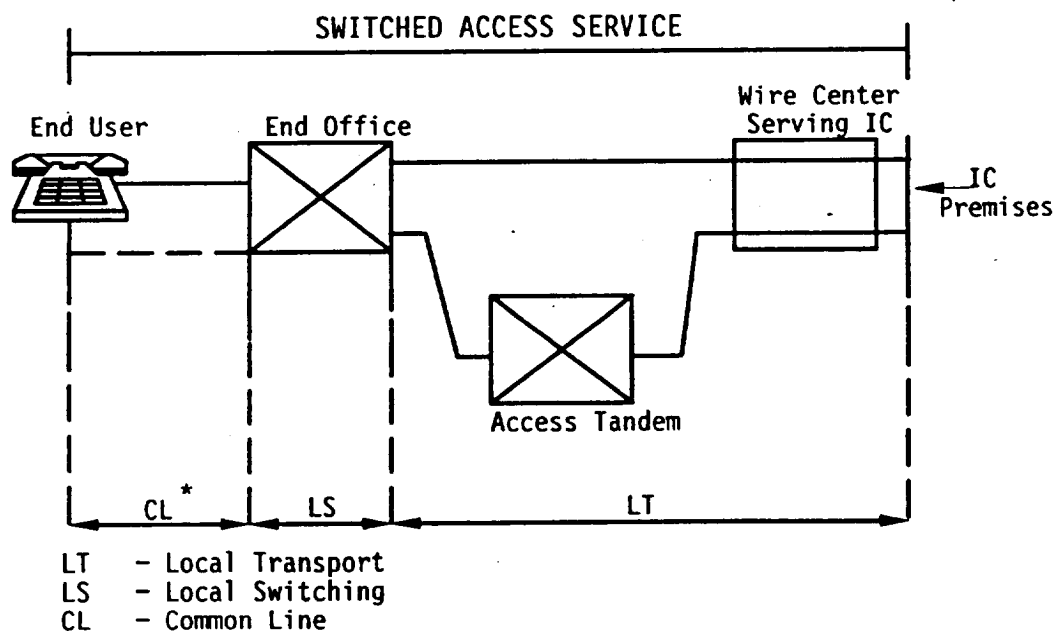 SWITCHED ACCESS SERVICE
Wire Center
Serving IC
End User
End Office
IC
Premises
Access Tandem
CL *
LS
LT
LT - Local Transport
LS - Local Switching
CL - Common Line